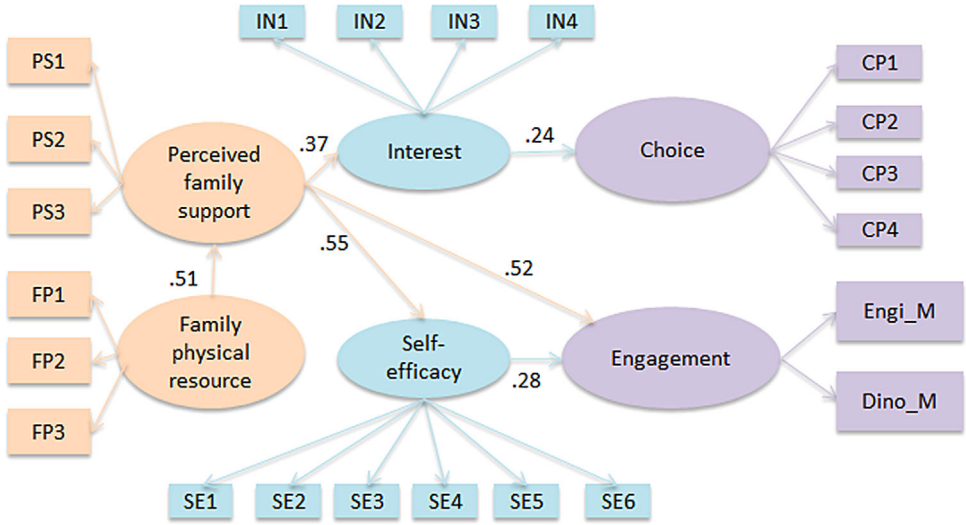 IN1
IN2
IN3
IN4
PS1
PS2
PS3
Perceived
family
support
.37
Interest
.24
Choice
CP1
CP2
CP3
CP4
.55
.52
.51
FP1
FP2
FP3
Family
physical
resource
Self-
efficacy
.28
Engagement
Engi_M
Dino_M
SE1
SE2
SE3
SE4
SE5
SE6